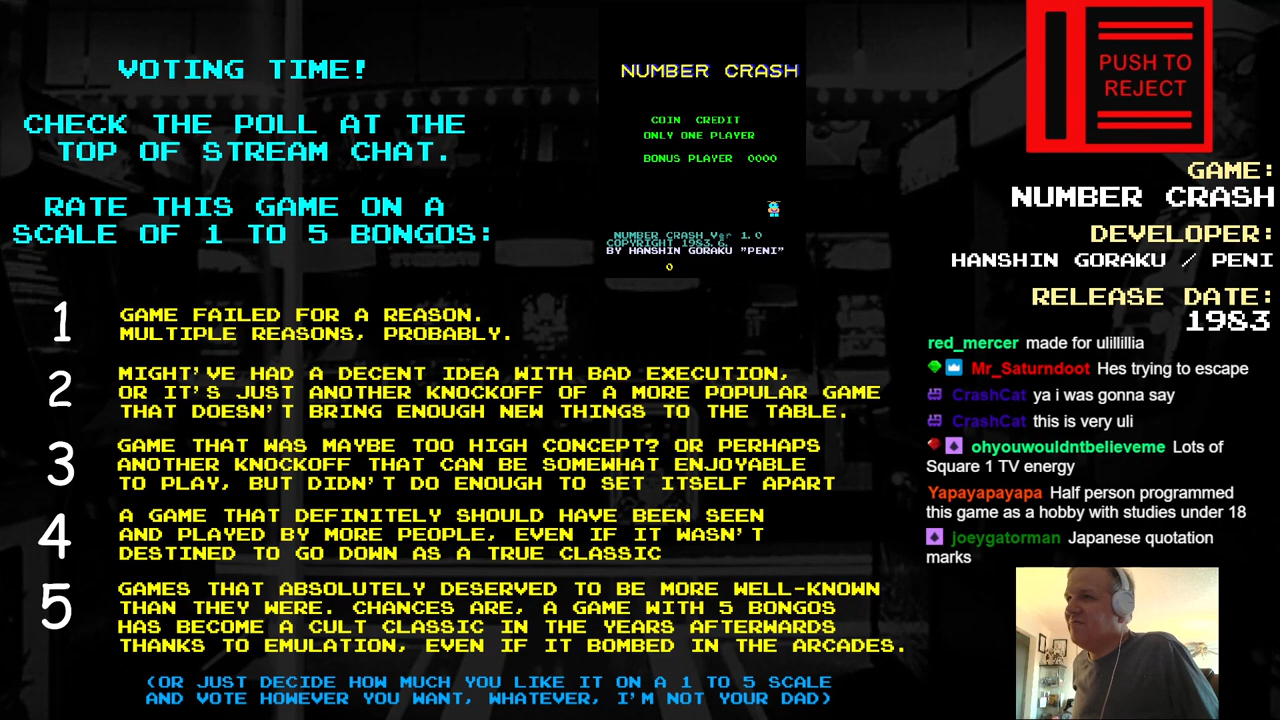 VOTING TIME!
CHECK THE POLL AT THE
TOP OF STREAM CHAT.
RATE THIS GAME ON A
SCALE OF 1 TO 5 BONGOS:
1
GAME FAILED FOR A REASON.
MULTIPLE REASONS, PROBABLY.
2
MIGHT'VE HAD A DECENT IDEA WITH BAD EXECUTION,
OR IT'S JUST ANOTHER KNOCKOFF OF A MORE POPULAR GAME
THAT DOESN'T BRING ENOUGH NEW THINGS TO THE TABLE.
3
GAME THAT WAS MAYBE TOO HIGH CONCEPT? OR PERHAPS
ANOTHER KNOCKOFF THAT CAN BE SOMEWHAT ENJOYABLE
TO PLAY, BUT DIDN'T DO ENOUGH TO SET ITSELF APART
4
A GAME THAT DEFINITELY SHOULD HAVE BEEN SEEN
AND PLAYED BY MORE PEOPLE, EVEN IF IT WASN'T
DESTINED TO GO DOWN AS A TRUE CLASSIC
5
GAMES THAT ABSOLUTELY DESERVED TO BE MORE WELL-KNOWN
THAN THEY WERE. CHANCES ARE, A GAME WITH 5 BONGOS
HAS BECOME A CULT CLASSIC IN THE YEARS AFTERWARDS
THANKS TO EMULATION, EVEN IF IT BOMBED IN THE ARCADES.
(OR JUST DECIDE HOW MUCH YOU LIKE IT ON A 1 TO 5 SCALE
AND VOTE HOWEVER YOU WANT, WHATEVER, I'M NOT YOUR DAD)
NUMBER CRASH
COIN CREDIT
ONLY ONE PLAYER
BONUS PLAYER 0000
NUMBER CRASH Ver 1.0
COPYRIGHT 1983.6.
BY HANSHIN GORAKU "PENI"
0
PUSH TO
REJECT
GAME:
NUMBER CRASH
DEVELOPER:
HANSHIN GORAKU / PENI
RELEASE DATE:
1983
red_mercer made for ulillillia
Mr_Saturndoot Hes trying to escape
CrashCat ya i was gonna say
CrashCat this is very uli
ohyouwouldntbelieveme Lots of
Square 1 TV energy
Yapayapayapa Half person programmed
this game as a hobby with studies under 18
joeygatorman Japanese quotation
marks